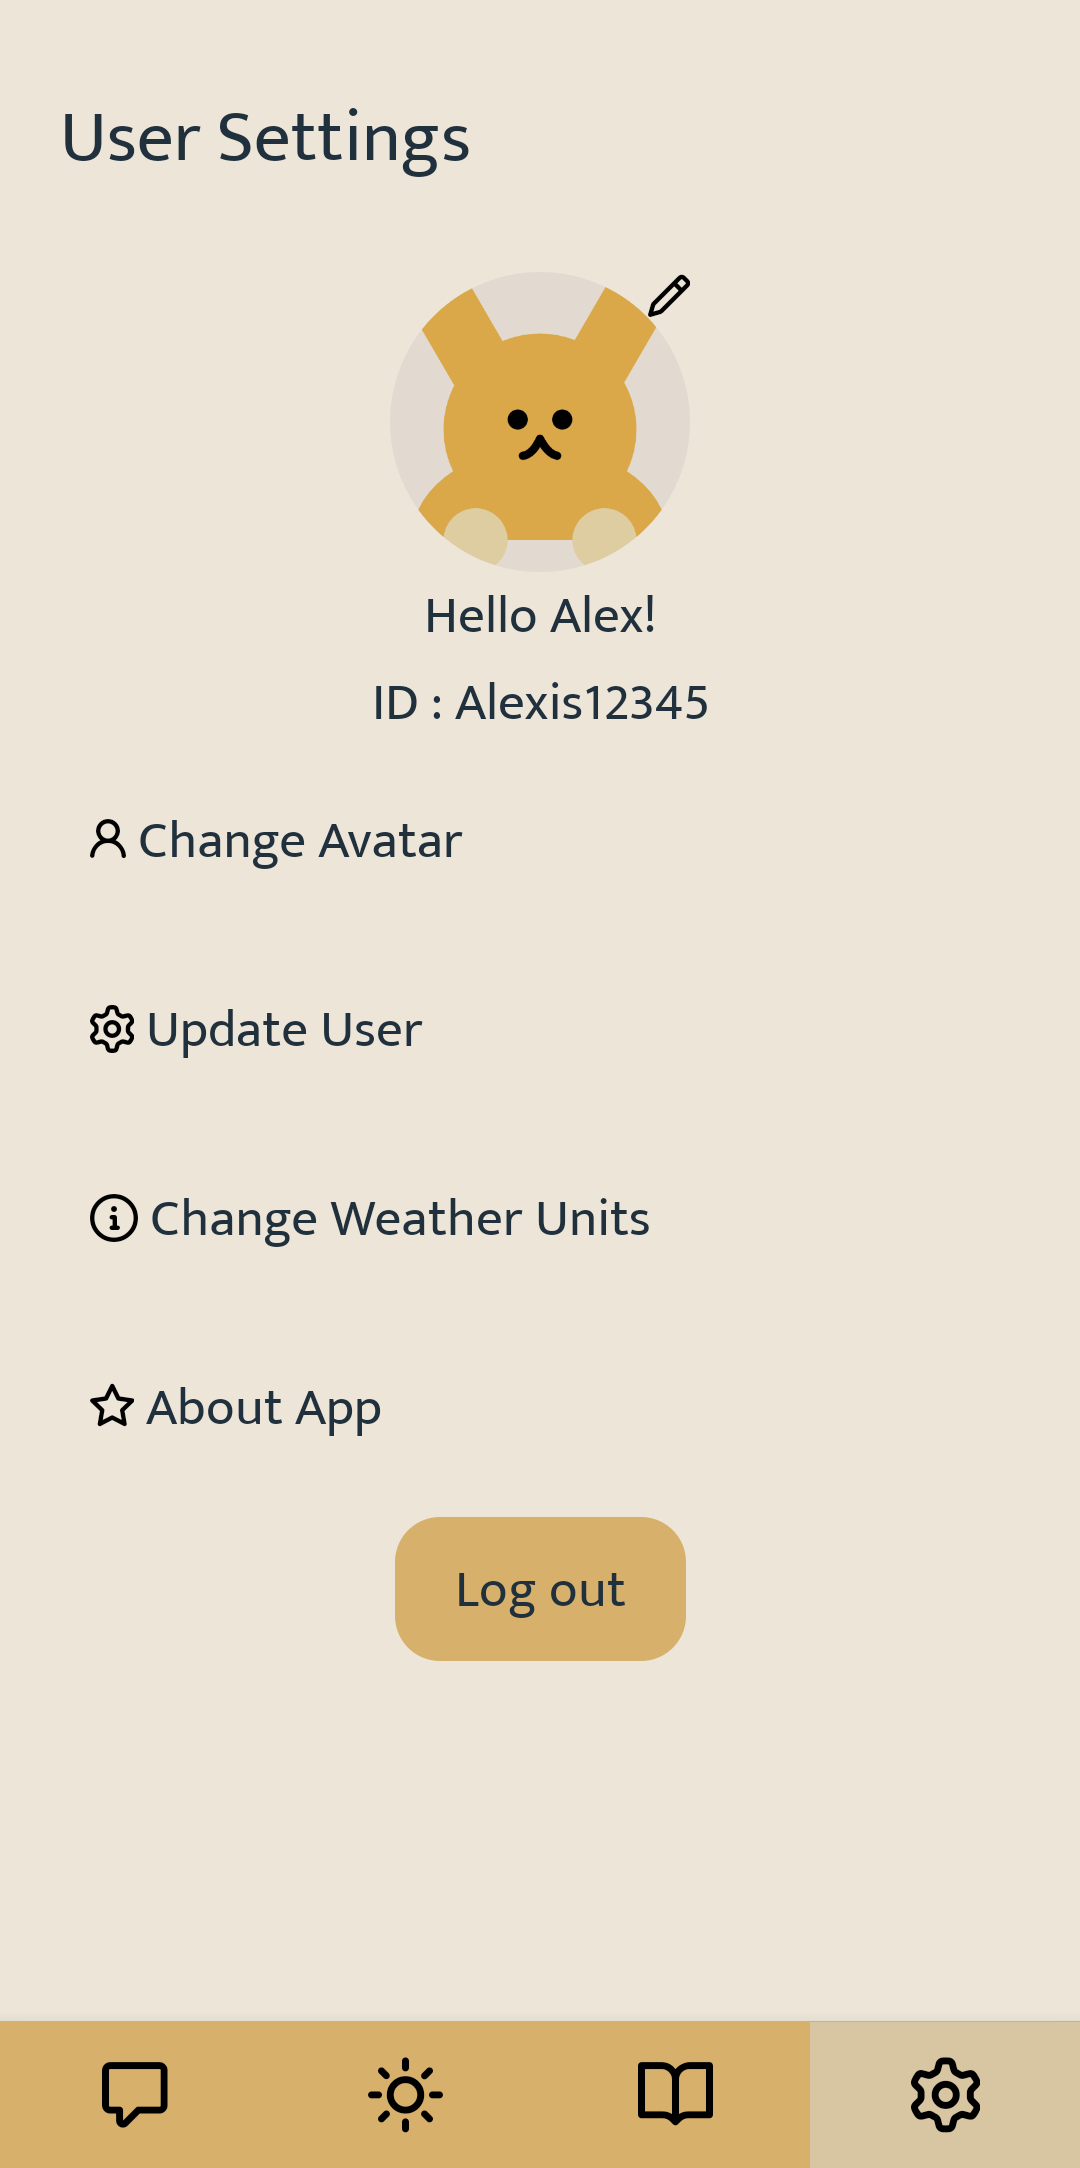 User Settings
Hello Alex!
ID : Alexis12345
Change Avatar
Update User
Change Weather Units
About App
Log out